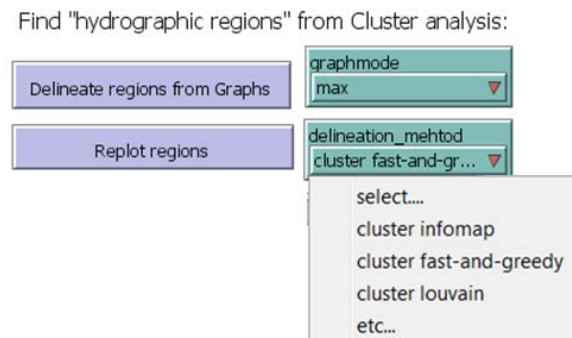 Find "hydrographic regions" from Cluster analysis:
Delineate regions from Graphs
graphmode
max
Replot regions
delineation_mehtod
cluster fast-and-gr...
select....
cluster infomap
cluster fast-and-greedy
cluster louvain
etc...